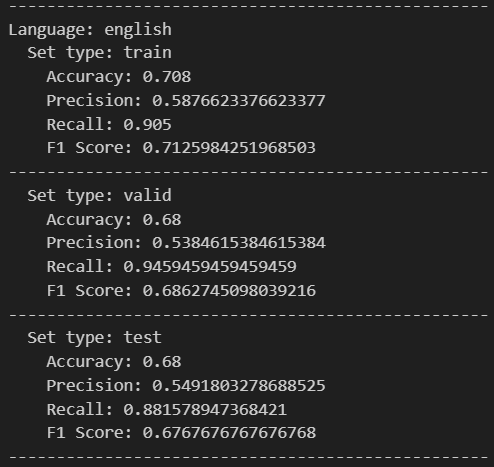 --------------------------------------------------
Language: english
Set type: train
Accuracy: 0.708
Precision: 0.5876623376623377
Recall: 0.905
F1 Score: 0.7125984251968503
--------------------------------------------------
Set type: valid
Accuracy: 0.68
Precision: 0.5384615384615384
Recall: 0.9459459459459459
F1 Score: 0.6862745098039216
--------------------------------------------------
Set type: test
Accuracy: 0.68
Precision: 0.5491803278688525
Recall: 0.881578947368421
F1 Score: 0.6767676767676768
--------------------------------------------------